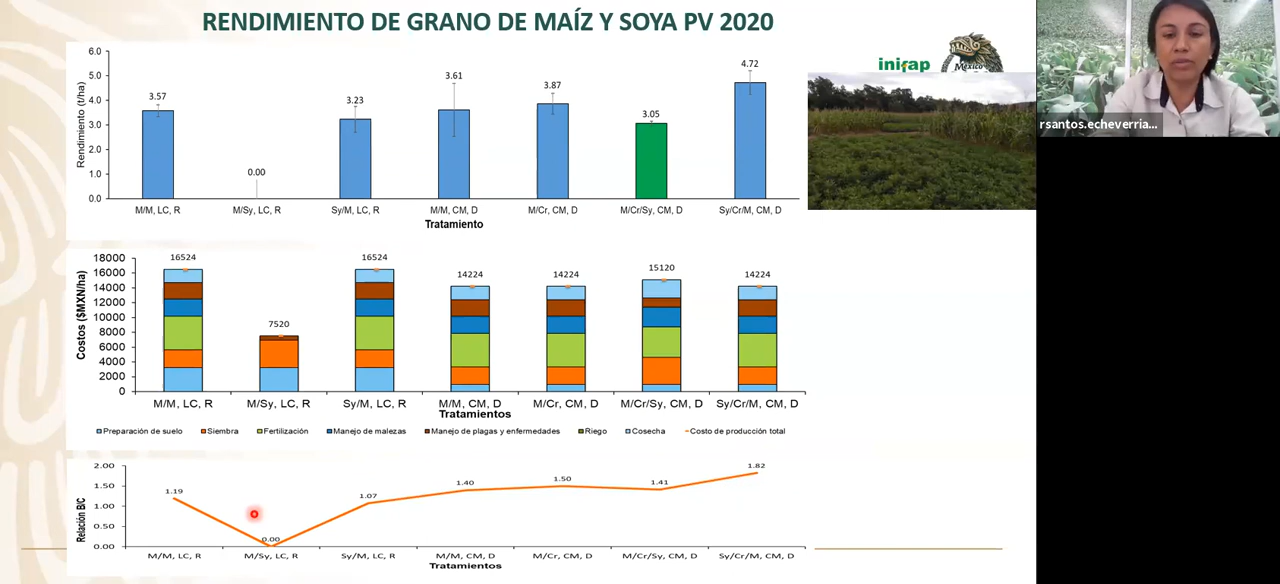 RENDIMIENTO DE GRANO DE MAÍZ Y SOYA PV 2020
inifap
México
rsantos.echeverria...
Rendimiento (t/ha)
6.0
5.0
4.0
3.0
2.0
1.0
0.0
3.57
0.00
3.23
3.61
3.87
3.05
4.72
M/M, LC, R
M/Sy, LC, R
Sy/M, LC, R
M/M, CM, D
M/Cr, CM, D
M/Cr/Sy, CM, D
Sy/Cr/M, CM, D
Tratamiento
Costos ($MXN/ha)
18000
16000
14000
12000
10000
8000
6000
4000
2000
0
16524
7520
16524
14224
14224
15120
14224
M/M, LC, R
M/Sy, LC, R
Sy/M, LC, R
M/M, CM, D
M/Cr, CM, D
M/Cr/Sy, CM, D
Sy/Cr/M, CM, D
Tratamientos
Preparación de suelo
Siembra
Fertilización
Manejo de malezas
Manejo de plagas y enfermedades
Riego
Cosecha
Costo de producción total
Relación B/C
2.00
1.50
1.00
0.50
0.00
1.19
0.00
1.07
1.40
1.50
1.41
1.82
M/M, LC, R
M/Sy, LC, R
Sy/M, LC, R
M/M, CM, D
M/Cr, CM, D
M/Cr/Sy, CM, D
Sy/Cr/M, CM, D
Tratamientos